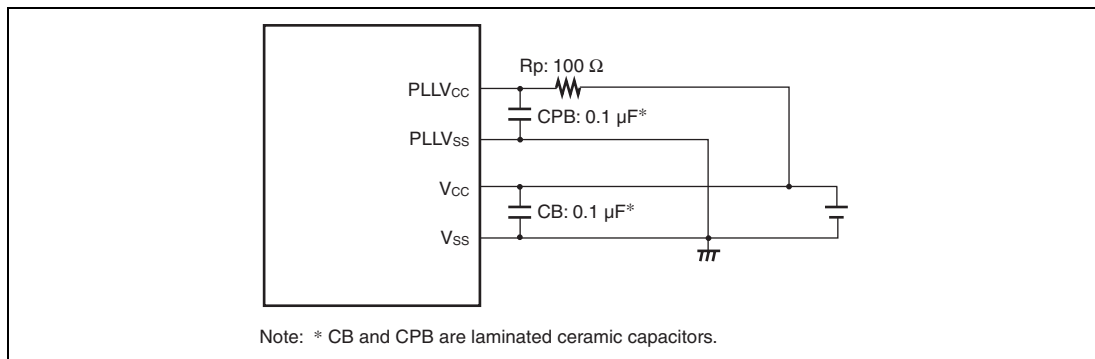 Rp: 100 Ω
PLLVCC
CPB: 0.1 µF*
PLLVSS
VCC
CB: 0.1 µF*
VSS
Note: * CB and CPB are laminated ceramic capacitors.